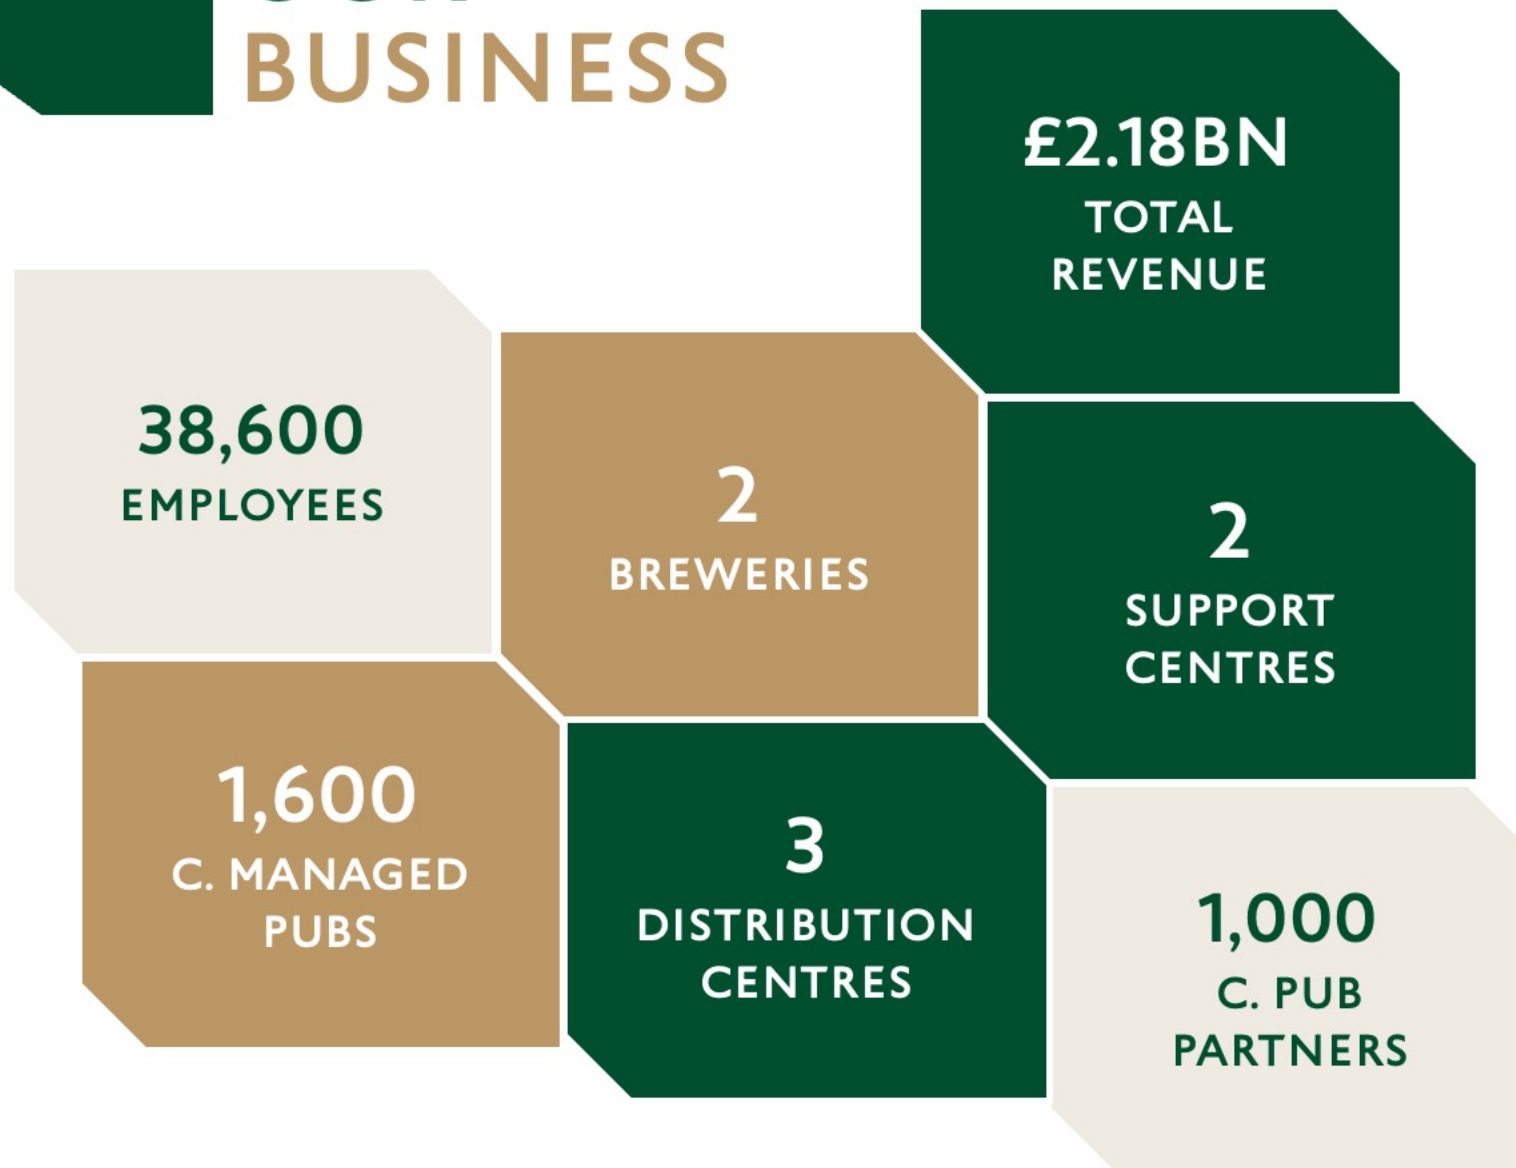 BUSINESS
£2.18BN
TOTAL
REVENUE
38,600
EMPLOYEES
2
BREWERIES
2
SUPPORT
CENTRES
1,600
C. MANAGED
PUBS
3
DISTRIBUTION
CENTRES
1,000
C. PUB
PARTNERS